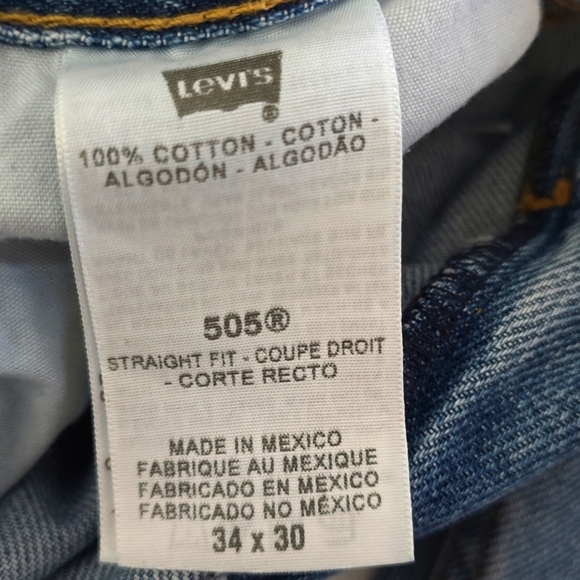 Levi's
®
100% COTTON - COTON -
ALGODÓN - ALGODÃO
505®
STRAIGHT FIT - COUPE DROIT
- CORTE RECTO
MADE IN MEXICO
FABRIQUE AU MEXIQUE
FABRICADO EN MÉXICO
FABRICADO NO MÉXICO
34 x 30